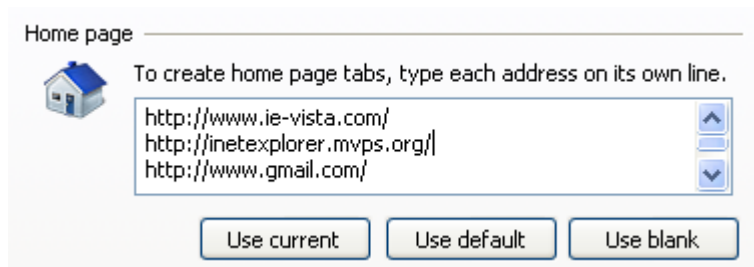 Home page
To create home page tabs, type each address on its own line.
http://www.ie-vista.com/
http://inetexplorer.mvps.org/
http://www.gmail.com/
Use current Use default Use blank